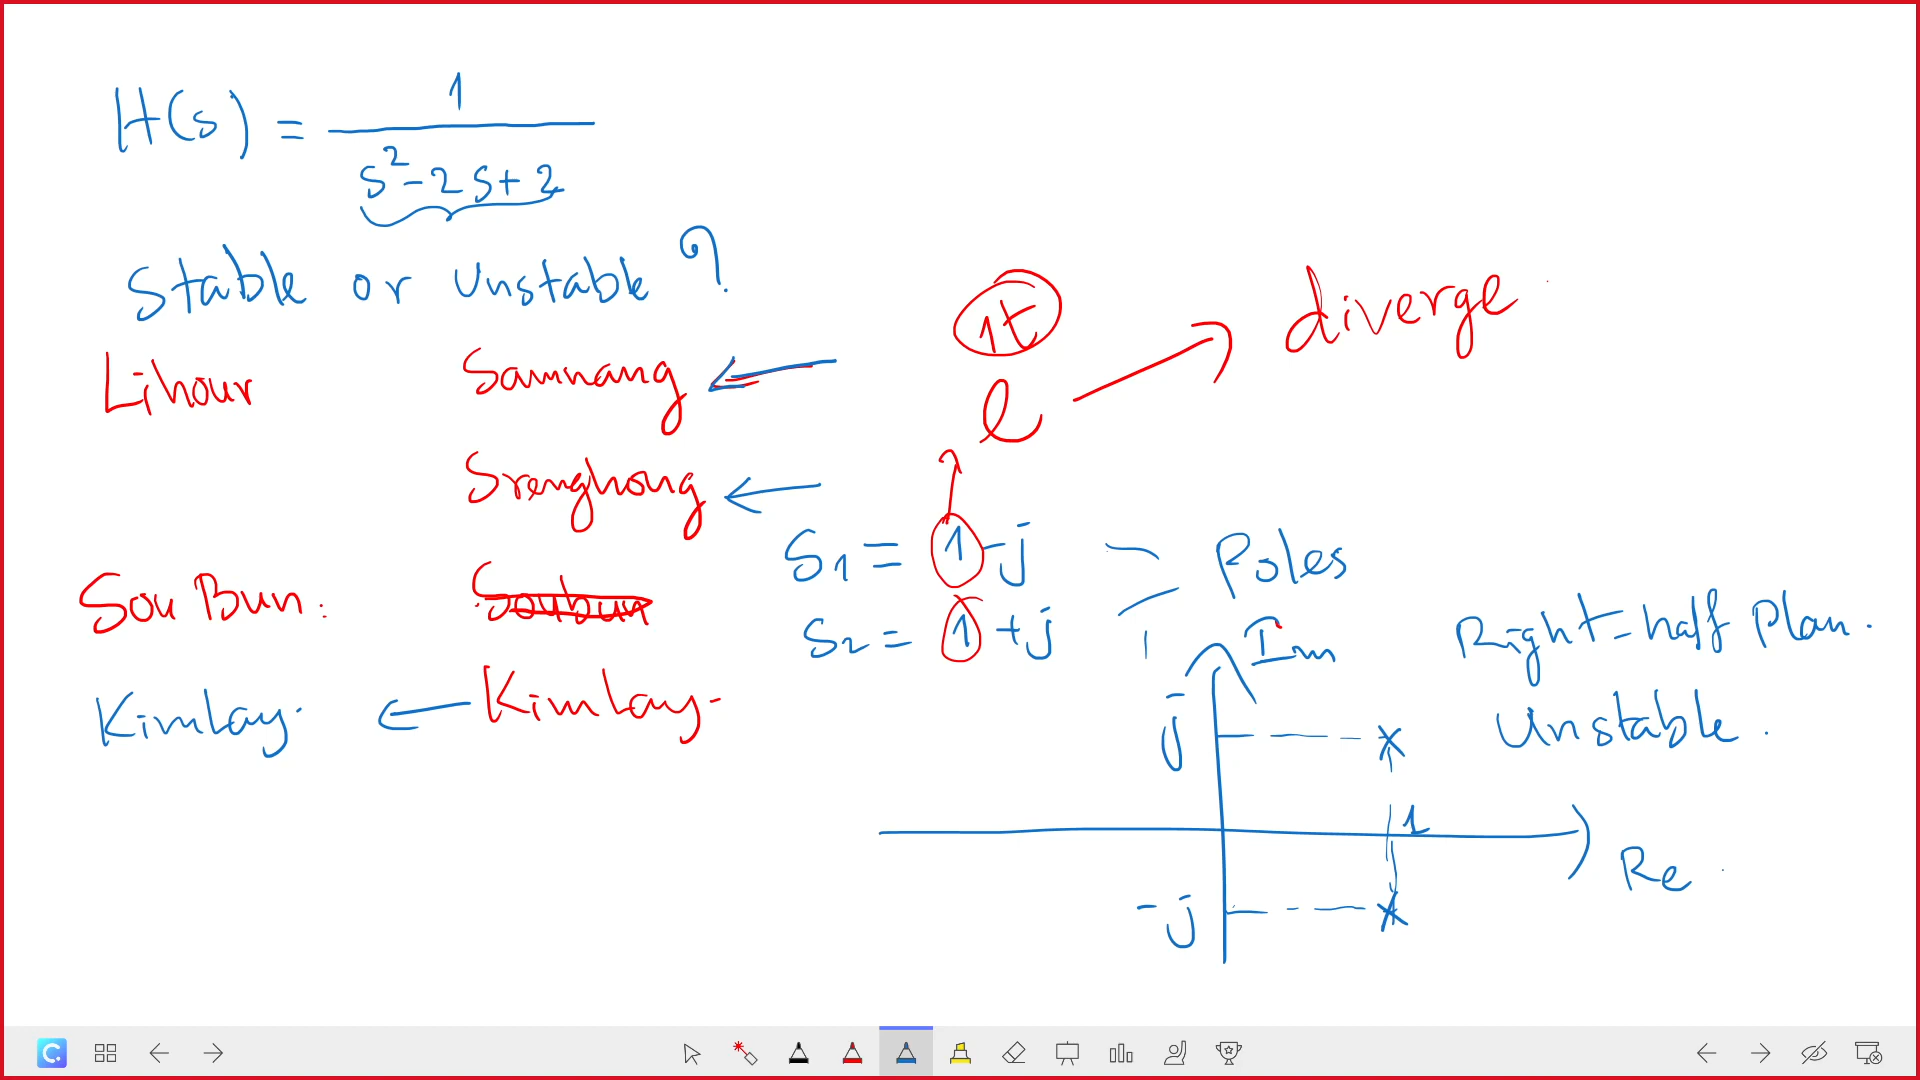 H(s) = 1 / (s² - 2s + 2)
Stable or Unstable ?
Lihour
Samnang
Srenghong
Sou Bun :
Soubun
Kimlay.
Kimlay-
e^1t → diverge
S1 = 1 - j
S2 = 1 + j
Poles
Im
Right-half Plan.
Unstable.
j
1
Re
-j